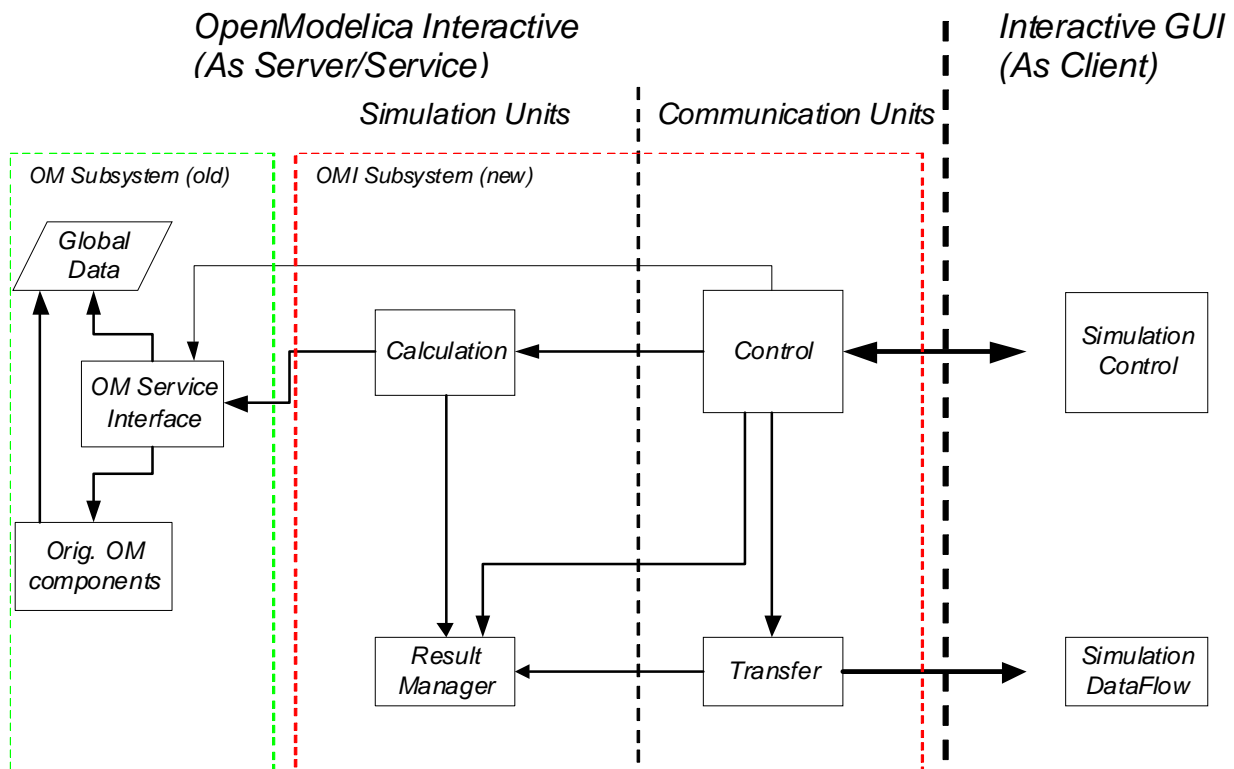 OpenModelica Interactive
(As Server/Service)
Interactive GUI
(As Client)
Simulation Units
Communication Units
OM Subsystem (old)
OMI Subsystem (new)
Global
Data
Calculation
Control
Simulation
Control
OM Service
Interface
Orig. OM
components
Result
Manager
Transfer
Simulation
DataFlow